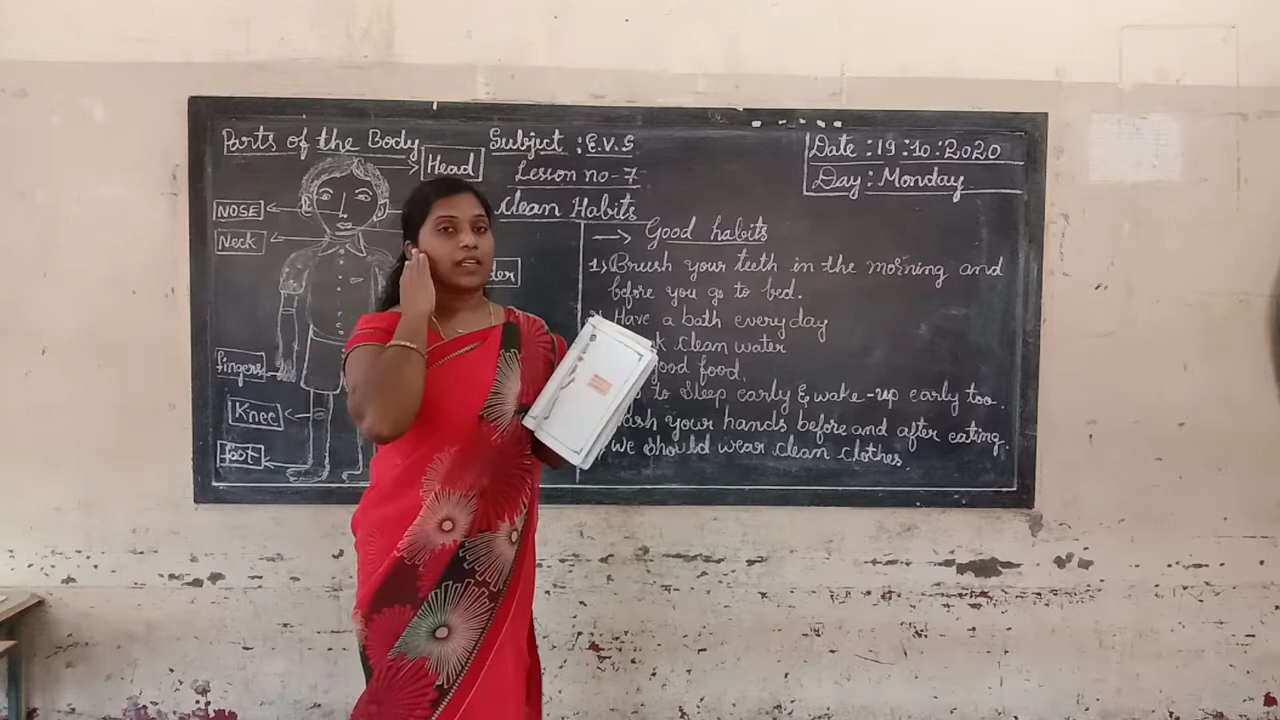 Parts of the Body
Head
NOSE
Neck
fingers
Knee
foot
Subject : E.V.S
Lesson no-7
Clean Habits
Date : 19 : 10 : 2020
Day : Monday
→ Good habits
1) Brush your teeth in the morning and
before you go to bed.
Have a bath every day
clean water
good food.
to sleep early & wake-up early too.
your hands before and after eating.
we should wear clean clothes.